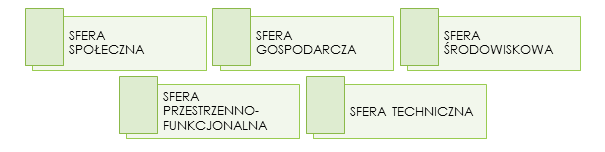 SFERA
SPOŁECZNA
SFERA
GOSPODARCZA
SFERA
ŚRODOWISKOWA
SFERA
PRZESTRZENNO-
FUNKCJONALNA
SFERA TECHNICZNA